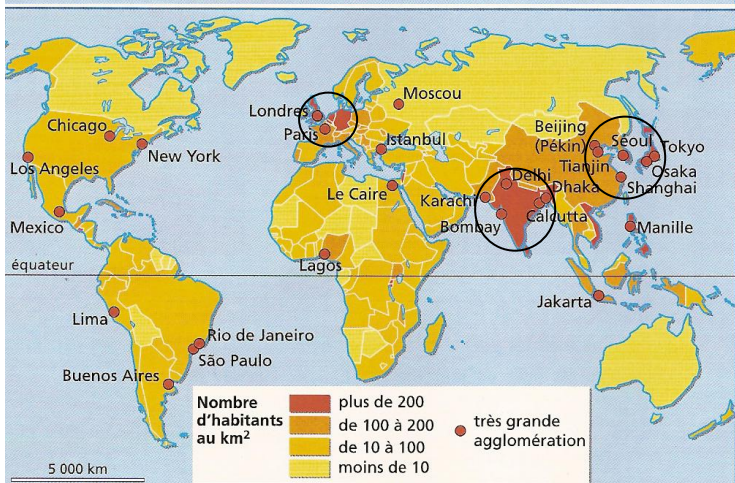 Moscou
Londres
Paris
Istanbul
Chicago
New York
Los Angeles
Mexico
Le Caire
Beijing
(Pékin)
Séoul
Tokyo
Tianjin
Osaka
Shanghai
Delhi
Dhaka
Karachi
Calcutta
Bombay
Manille
Lagos
équateur
Jakarta
Lima
Rio de Janeiro
São Paulo
Buenos Aires
Nombre
d'habitants
au km²
plus de 200
de 100 à 200
de 10 à 100
moins de 10
très grande
agglomération
5 000 km